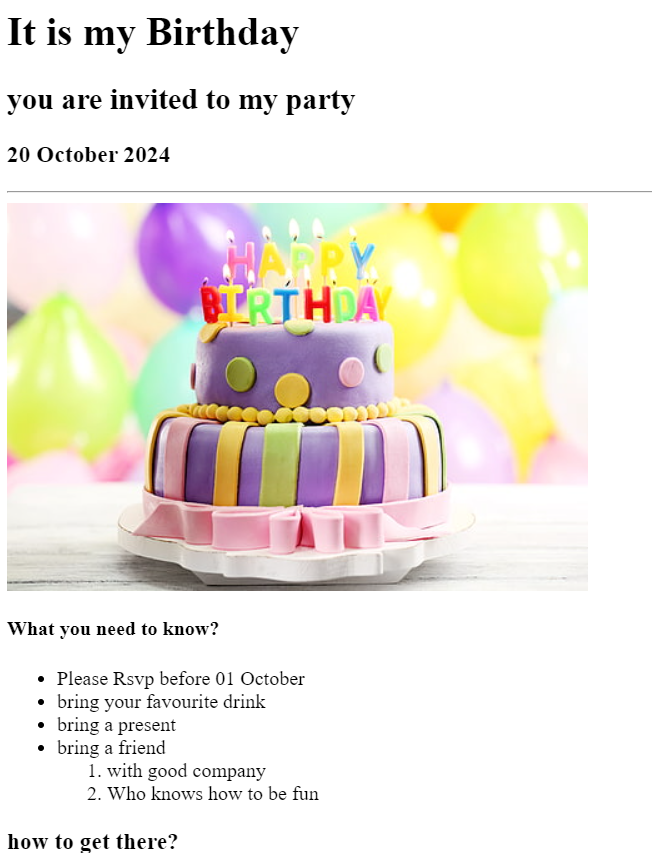 It is my Birthday
you are invited to my party
20 October 2024
HAPPY
BIRTHDAY
What you need to know?
• Please Rsvp before 01 October
• bring your favourite drink
• bring a present
• bring a friend
1. with good company
2. Who knows how to be fun
how to get there?